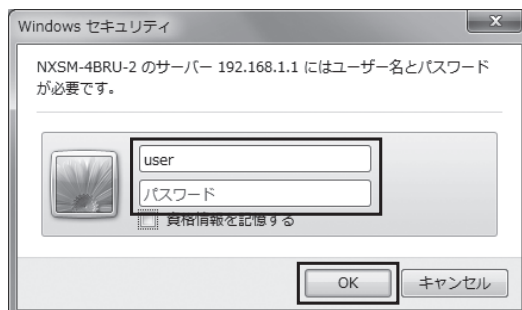 Windows セキュリティ
NXSM-4BRU-2 のサーバー 192.168.1.1 にはユーザー名とパスワード
が必要です。
user
パスワード
資格情報を記憶する
OK
キャンセル